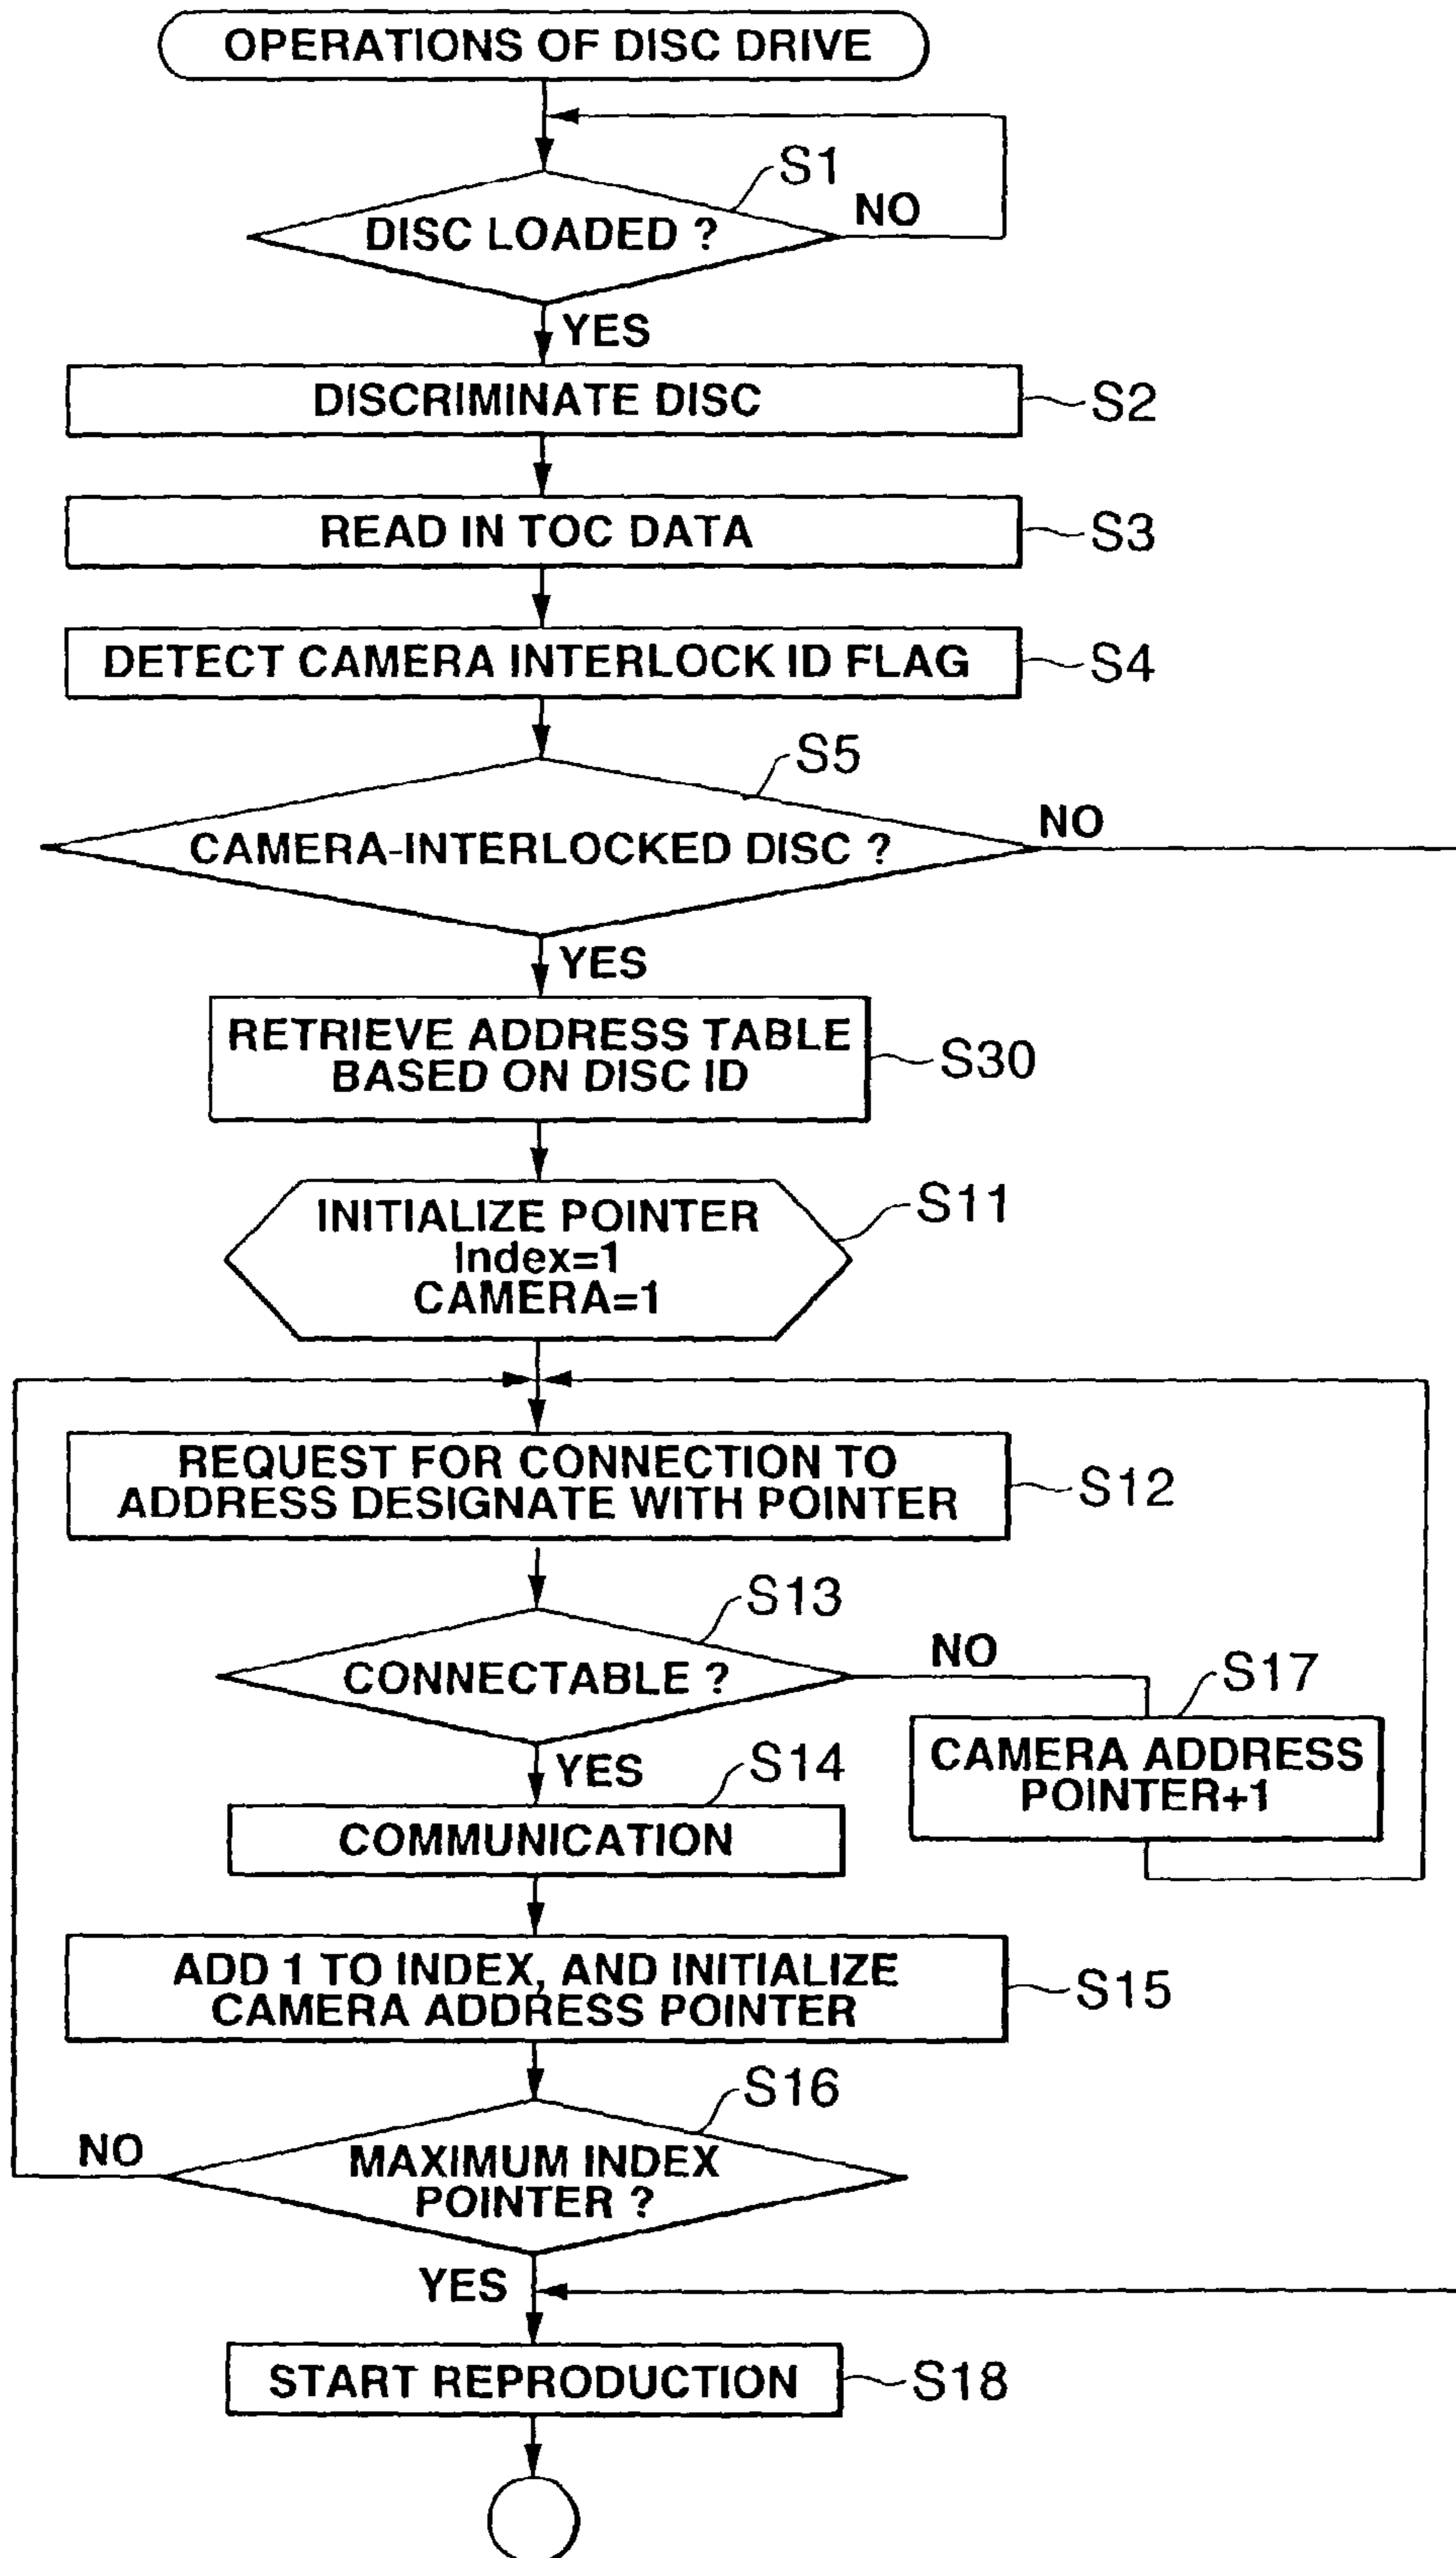 OPERATIONS OF DISC DRIVE
S1
DISC LOADED ?
NO
YES
DISCRIMINATE DISC
S2
READ IN TOC DATA
S3
DETECT CAMERA INTERLOCK ID FLAG
S4
S5
CAMERA-INTERLOCKED DISC ?
NO
YES
RETRIEVE ADDRESS TABLE
BASED ON DISC ID
S30
INITIALIZE POINTER
Index=1
CAMERA=1
S11
REQUEST FOR CONNECTION TO
ADDRESS DESIGNATE WITH POINTER
S12
S13
CONNECTABLE ?
NO
S17
CAMERA ADDRESS
POINTER+1
YES
S14
COMMUNICATION
ADD 1 TO INDEX, AND INITIALIZE
CAMERA ADDRESS POINTER
S15
S16
NO
MAXIMUM INDEX
POINTER ?
YES
START REPRODUCTION
S18